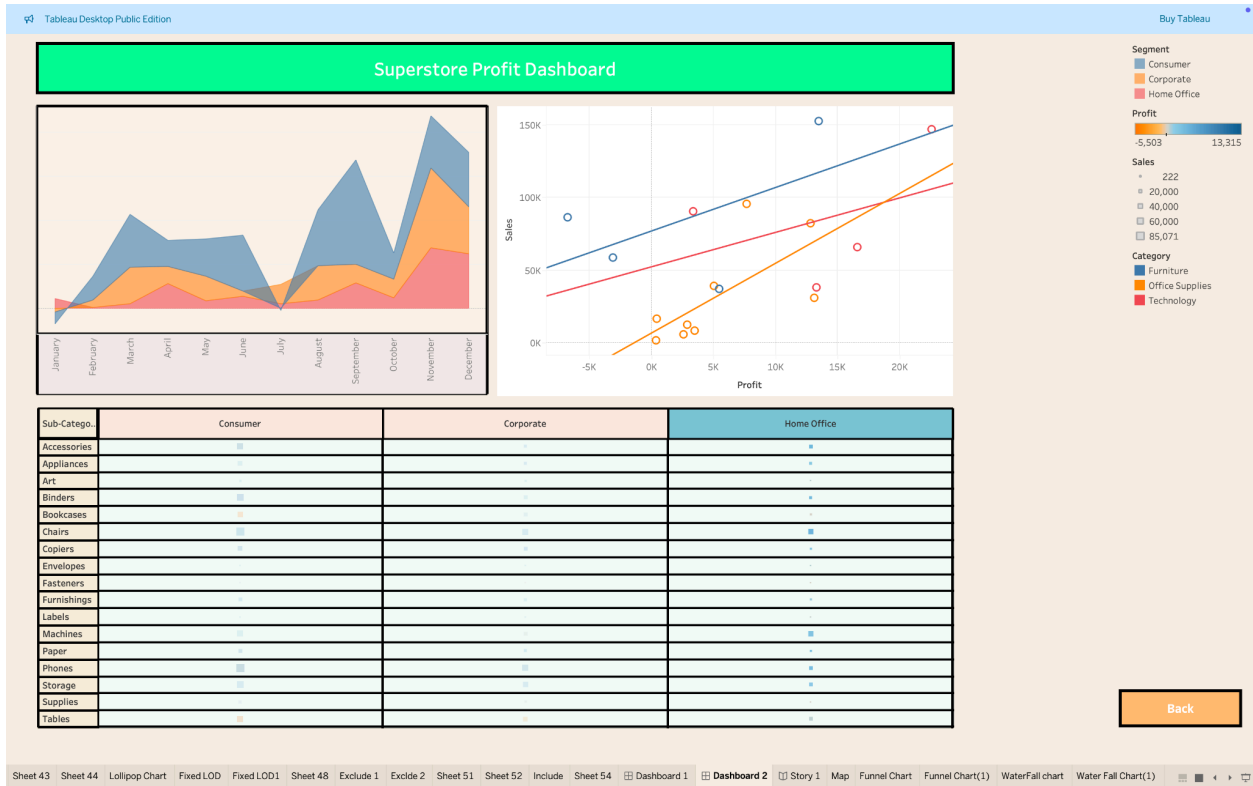 Tableau Desktop Public Edition
Buy Tableau
Superstore Profit Dashboard
Segment
Consumer
Corporate
Home Office
Profit
-5,503 13,315
Sales
222
20,000
40,000
60,000
85,071
Category
Furniture
Office Supplies
Technology
January
February
March
April
May
June
July
August
September
October
November
December
150K
100K
50K
0K
Sales
-5K 0K 5K 10K 15K 20K
Profit
Sub-Catego.. Consumer Corporate Home Office
Accessories
Appliances
Art
Binders
Bookcases
Chairs
Copiers
Envelopes
Fasteners
Furnishings
Labels
Machines
Paper
Phones
Storage
Supplies
Tables
Back
Sheet 43 Sheet 44 Lollipop Chart Fixed LOD Fixed LOD1 Sheet 48 Exclude 1 Exclde 2 Sheet 51 Sheet 52 Include Sheet 54 Dashboard 1 Dashboard 2 Story 1 Map Funnel Chart Funnel Chart(1) WaterFall chart Water Fall Chart(1)